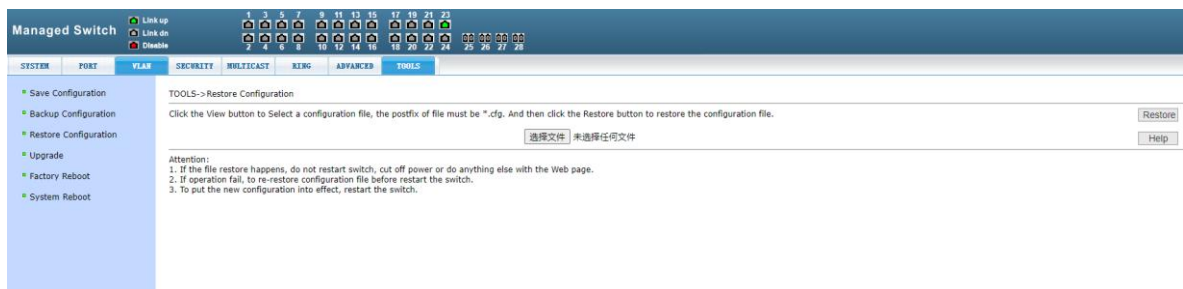 Managed Switch
Link up
Link dn
Disable
1 3 5 7 9 11 13 15 17 19 21 23
2 4 6 8 10 12 14 16 18 20 22 24 25 26 27 28
SYSTEM PORT VLAN SECURITY MULTICAST RING ADVANCED TOOLS
Save Configuration
Backup Configuration
Restore Configuration
Upgrade
Factory Reboot
System Reboot
TOOLS->Restore Configuration
Click the View button to Select a configuration file, the postfix of file must be "*.cfg. And then click the Restore button to restore the configuration file.
Restore
选择文件 未选择任何文件
Help
Attention:
1. If the file restore happens, do not restart switch, cut off power or do anything else with the Web page.
2. If operation fail, to re-restore configuration file before restart the switch.
3. To put the new configuration into effect, restart the switch.